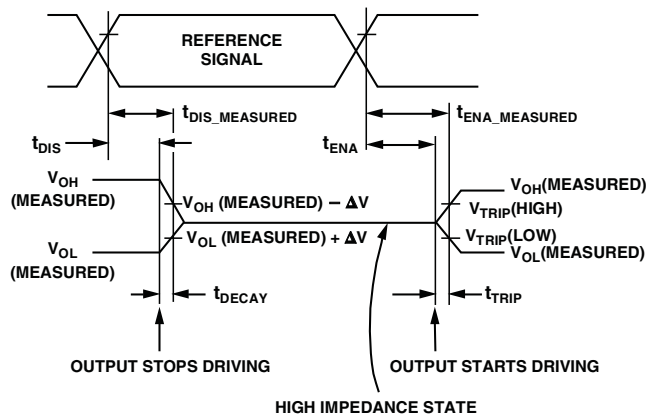 REFERENCE
SIGNAL
tDIS_MEASURED
tENA_MEASURED
tDIS
tENA
VOH
(MEASURED)
VOH (MEASURED) − ΔV
VOH(MEASURED)
VTRIP(HIGH)
VOL
(MEASURED)
VOL (MEASURED) + ΔV
VTRIP(LOW)
VOL(MEASURED)
tDECAY
tTRIP
OUTPUT STOPS DRIVING
OUTPUT STARTS DRIVING
HIGH IMPEDANCE STATE